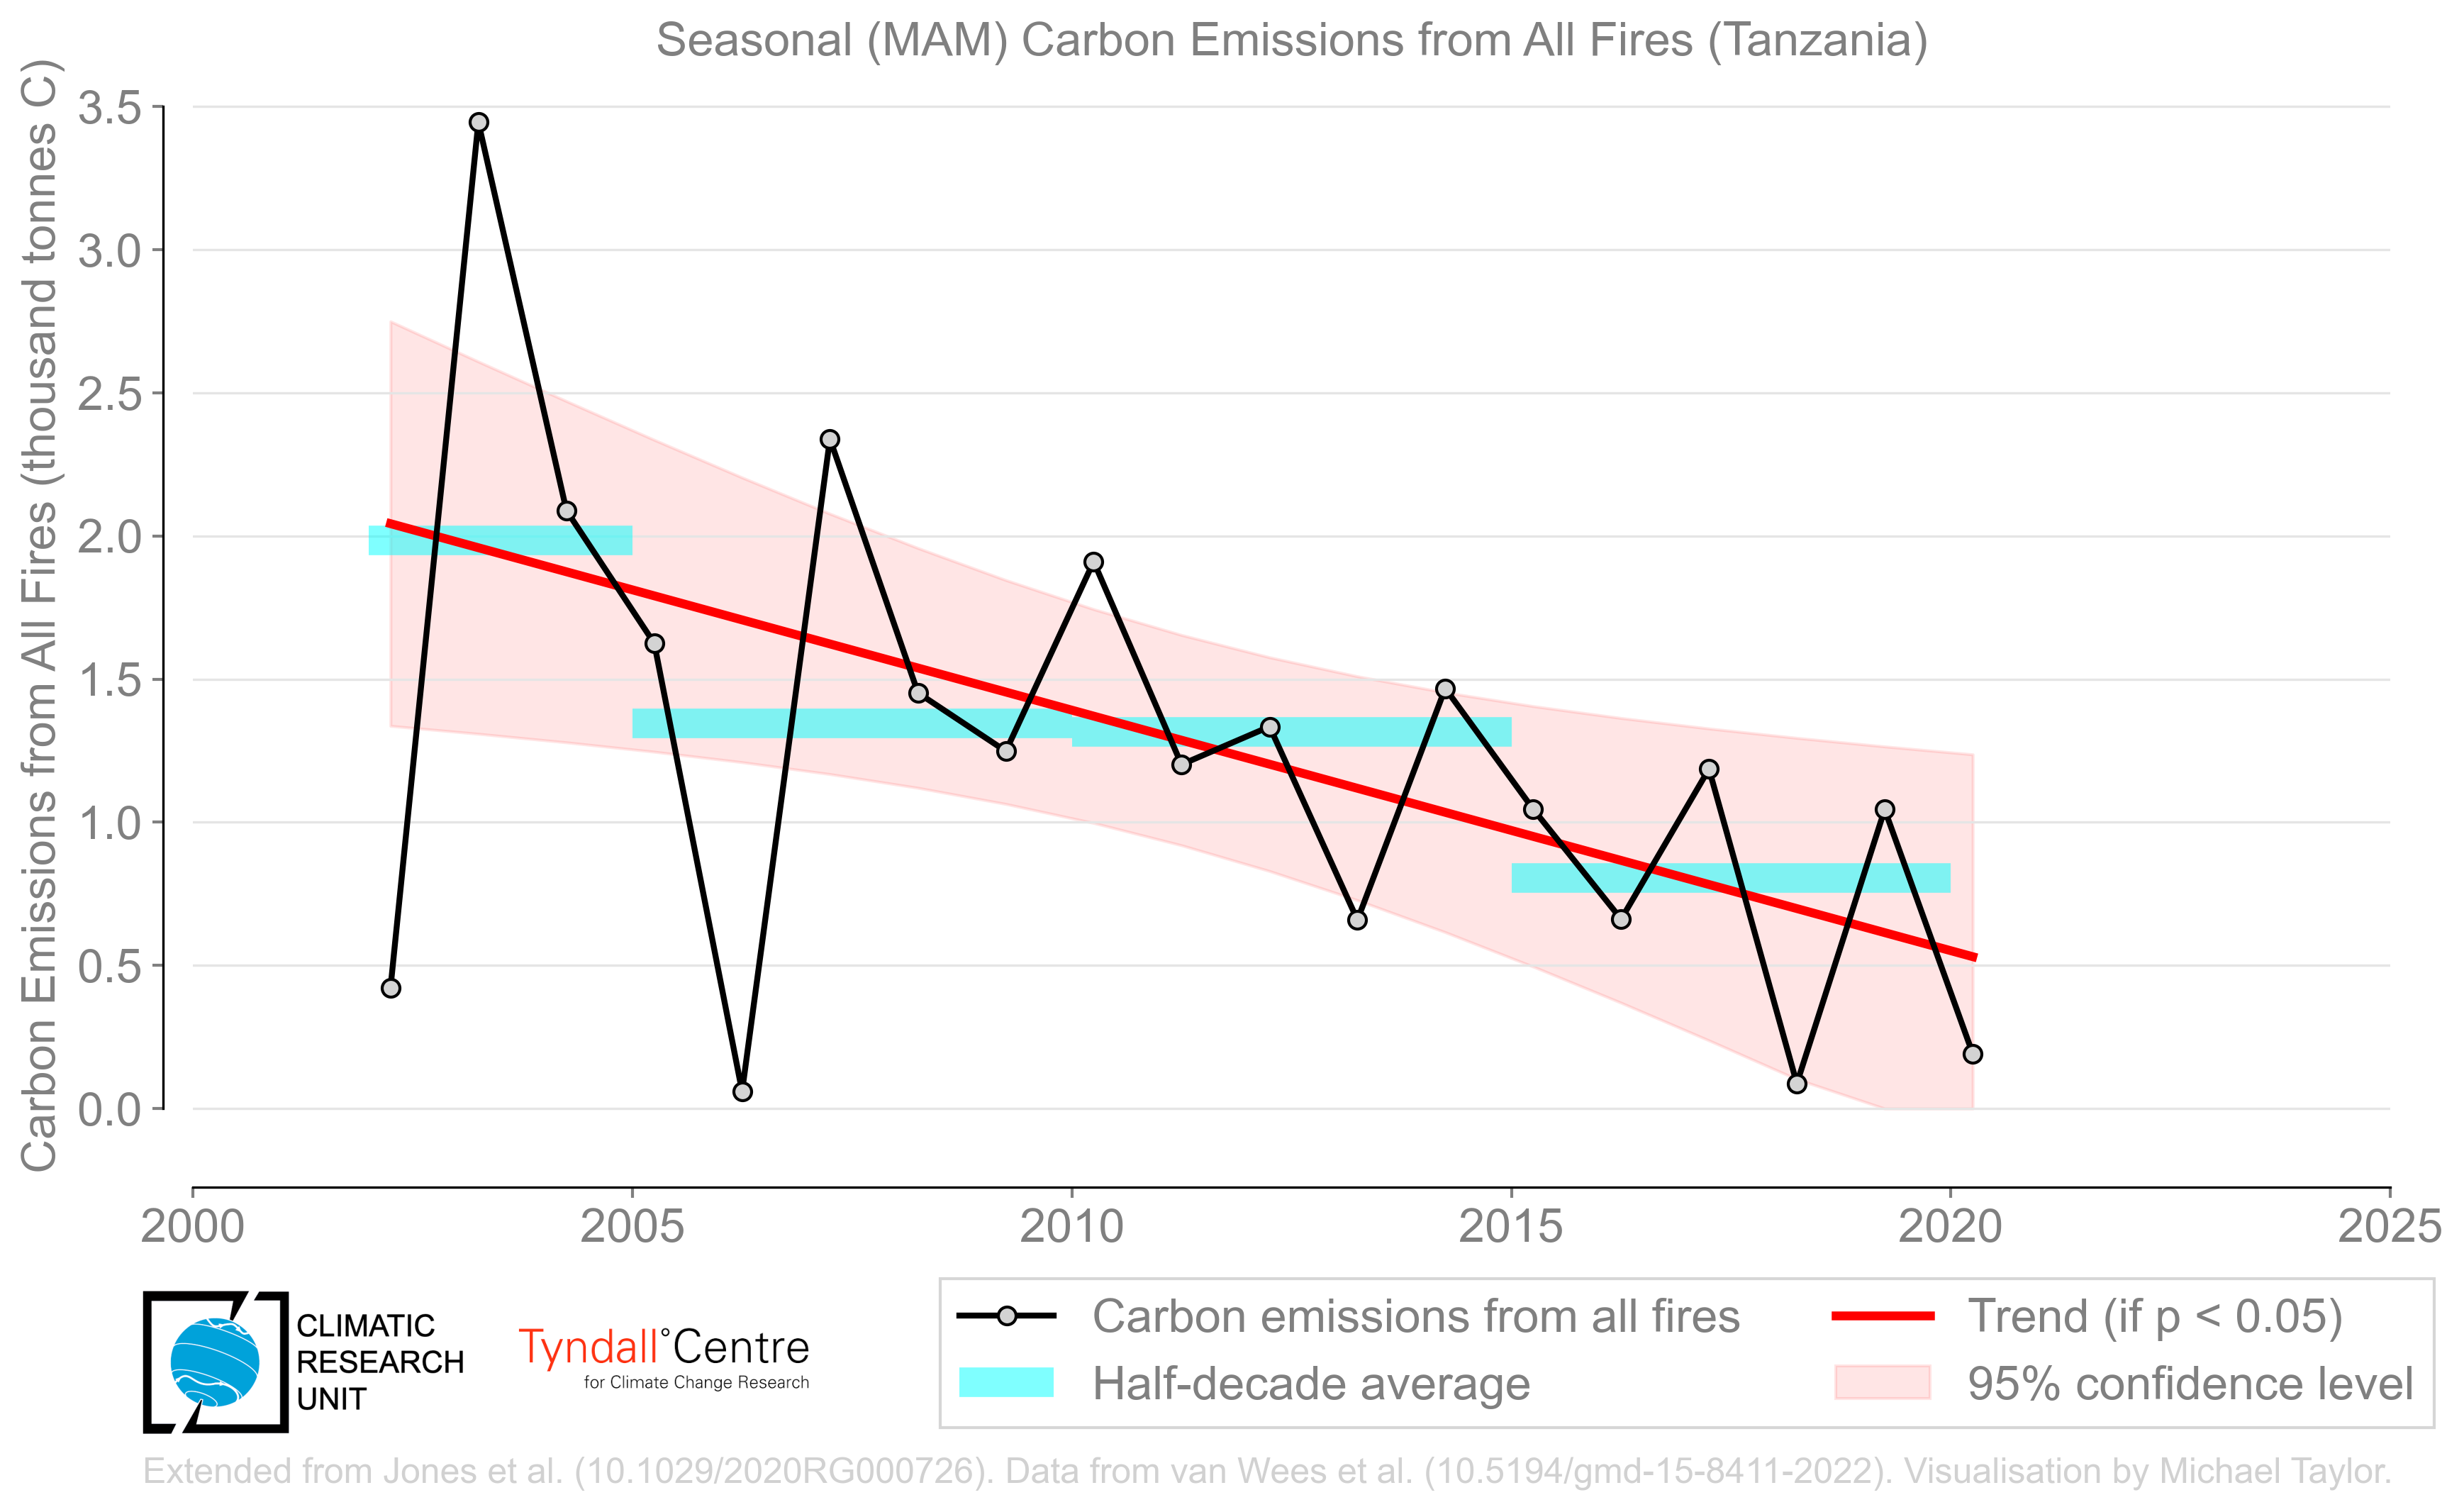 Seasonal (MAM) Carbon Emissions from All Fires (Tanzania)
Carbon Emissions from All Fires (thousand tonnes C)
3.5
3.0
2.5
2.0
1.5
1.0
0.5
0.0
2000 2005 2010 2015 2020 2025
CLIMATIC
RESEARCH
UNIT
Tyndall°Centre
for Climate Change Research
Carbon emissions from all fires
Half-decade average
Trend (if p < 0.05)
95% confidence level
Extended from Jones et al. (10.1029/2020RG000726). Data from van Wees et al. (10.5194/gmd-15-8411-2022). Visualisation by Michael Taylor.